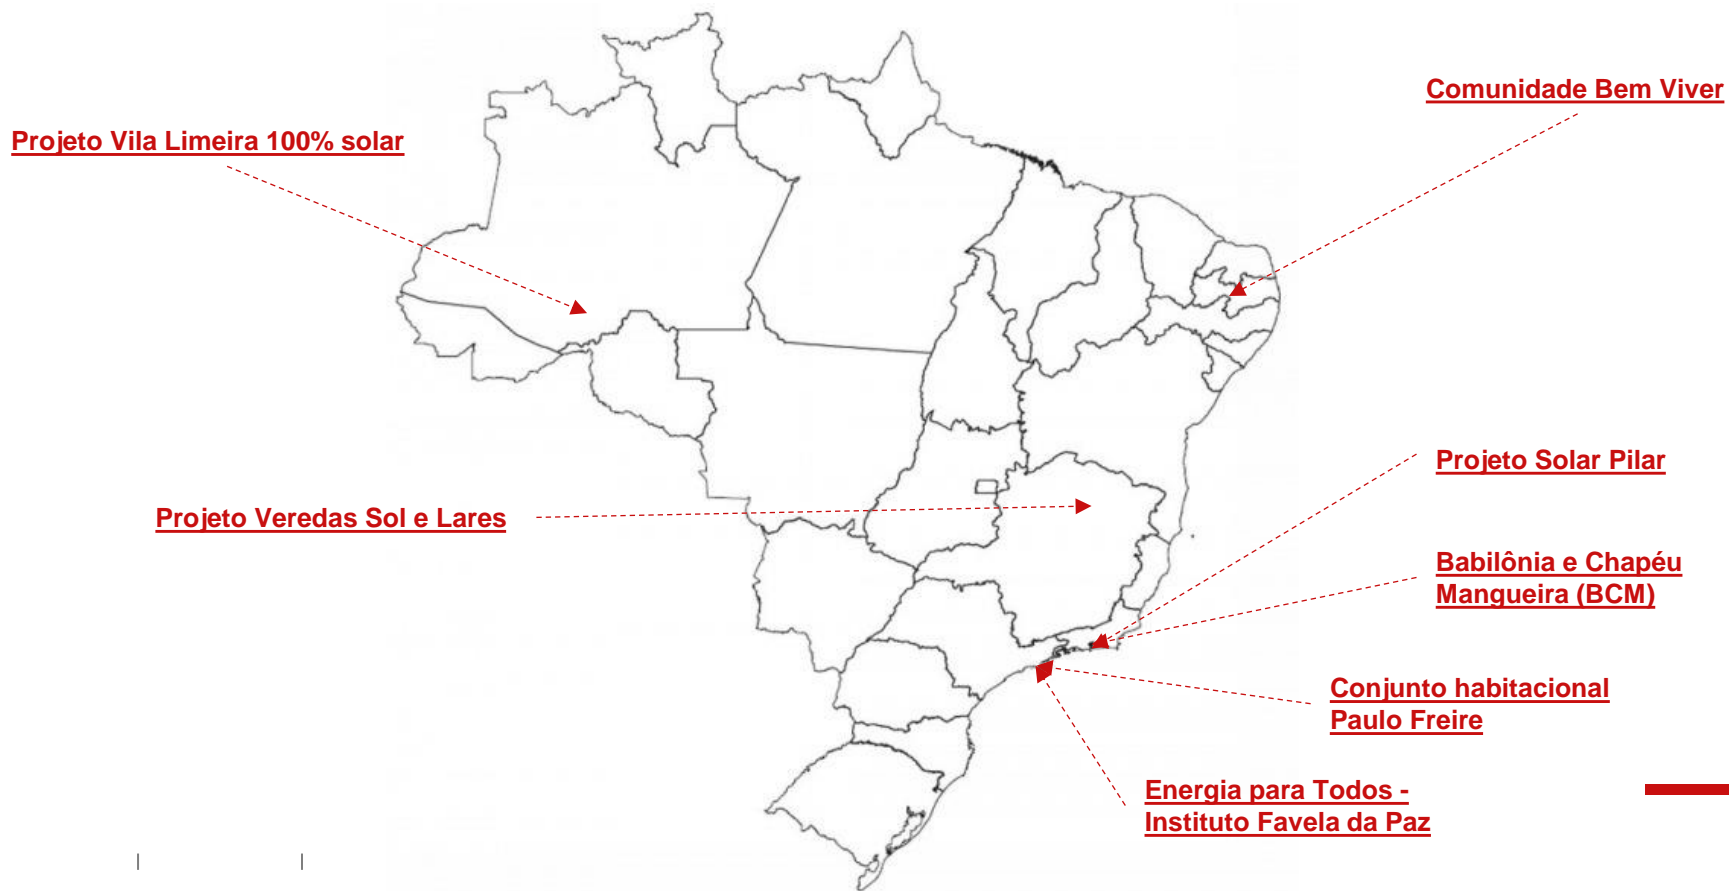 Comunidade Bem Viver
Projeto Vila Limeira 100% solar
Projeto Solar Pilar
Projeto Veredas Sol e Lares
Babilônia e Chapéu
Mangueira (BCM)
Conjunto habitacional
Paulo Freire
Energia para Todos -
Instituto Favela da Paz